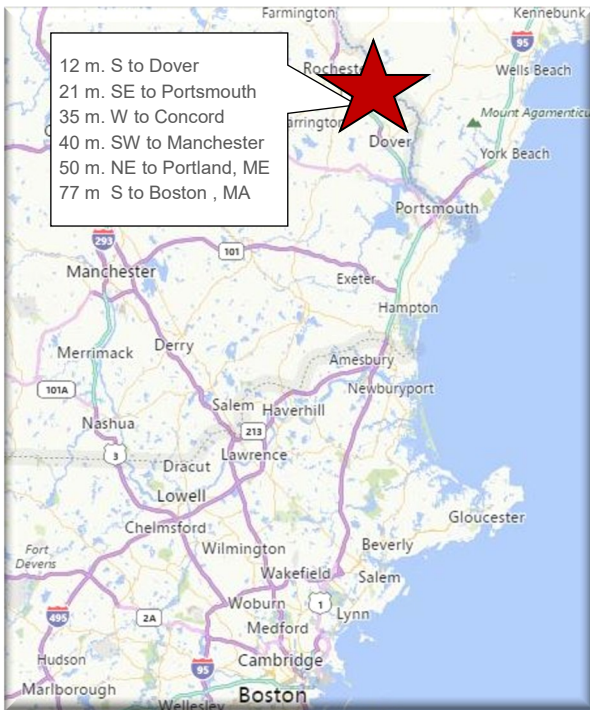 Farmington
Kennebunk
95
12 m. S to Dover
21 m. SE to Portsmouth
35 m. W to Concord
40 m. SW to Manchester
50 m. NE to Portland, ME
77 m S to Boston , MA
Wells Beach
Mount Agamenticu
Dover
York Beach
Portsmouth
293
101
Manchester
Exeter
Hampton
Merrimack
Derry
Amesbury
101A
Newburyport
Salem
Haverhill
Nashua
213
3
Lawrence
Dracut
Lowell
Gloucester
Chelmsford
Fort
Devens
Wilmington
Beverly
Wakefield
Salem
Woburn
1
Lynn
495
2A
Medford
Hudson
Cambridge
95
Marlborough
Boston
Wellesley